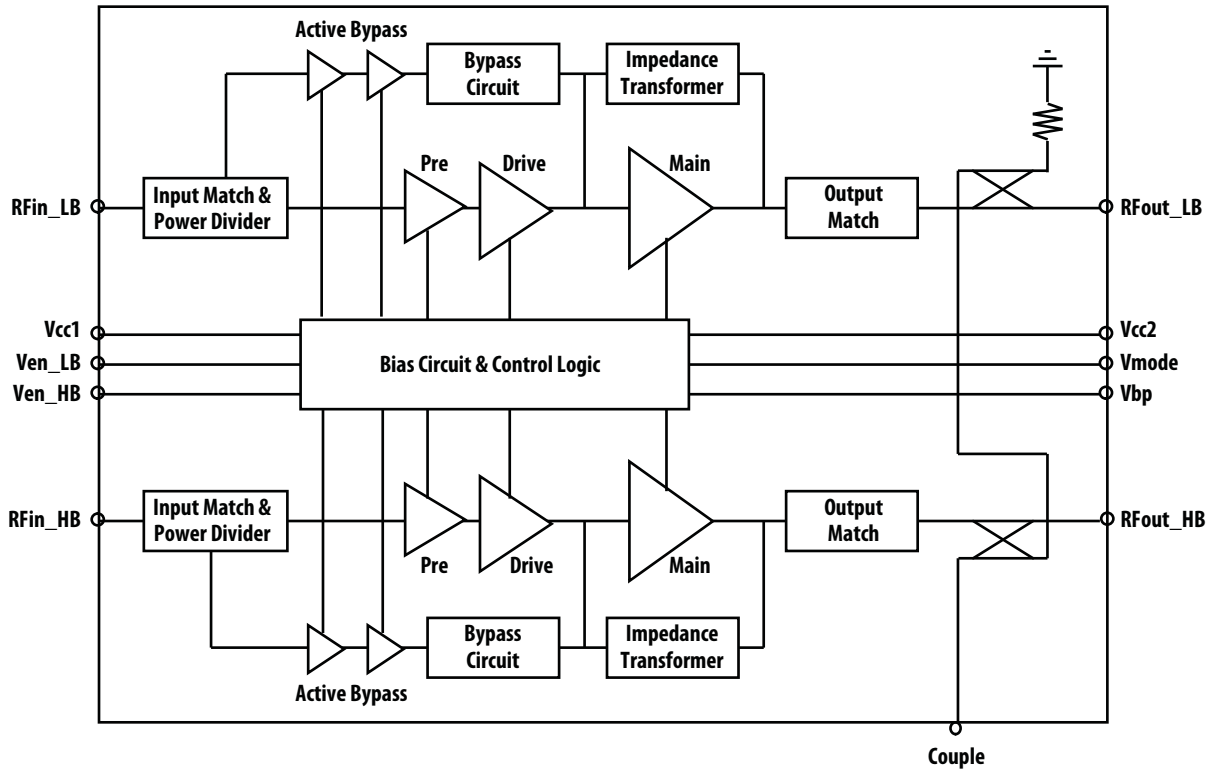 Active Bypass
Bypass
Circuit
Impedance
Transformer
Pre
Drive
Main
RFin_LB
Input Match &
Power Divider
Output
Match
RFout_LB
Vcc1
Ven_LB
Ven_HB
Bias Circuit & Control Logic
Vcc2
Vmode
Vbp
RFin_HB
Input Match &
Power Divider
Output
Match
RFout_HB
Pre
Drive
Main
Bypass
Circuit
Impedance
Transformer
Active Bypass
Couple